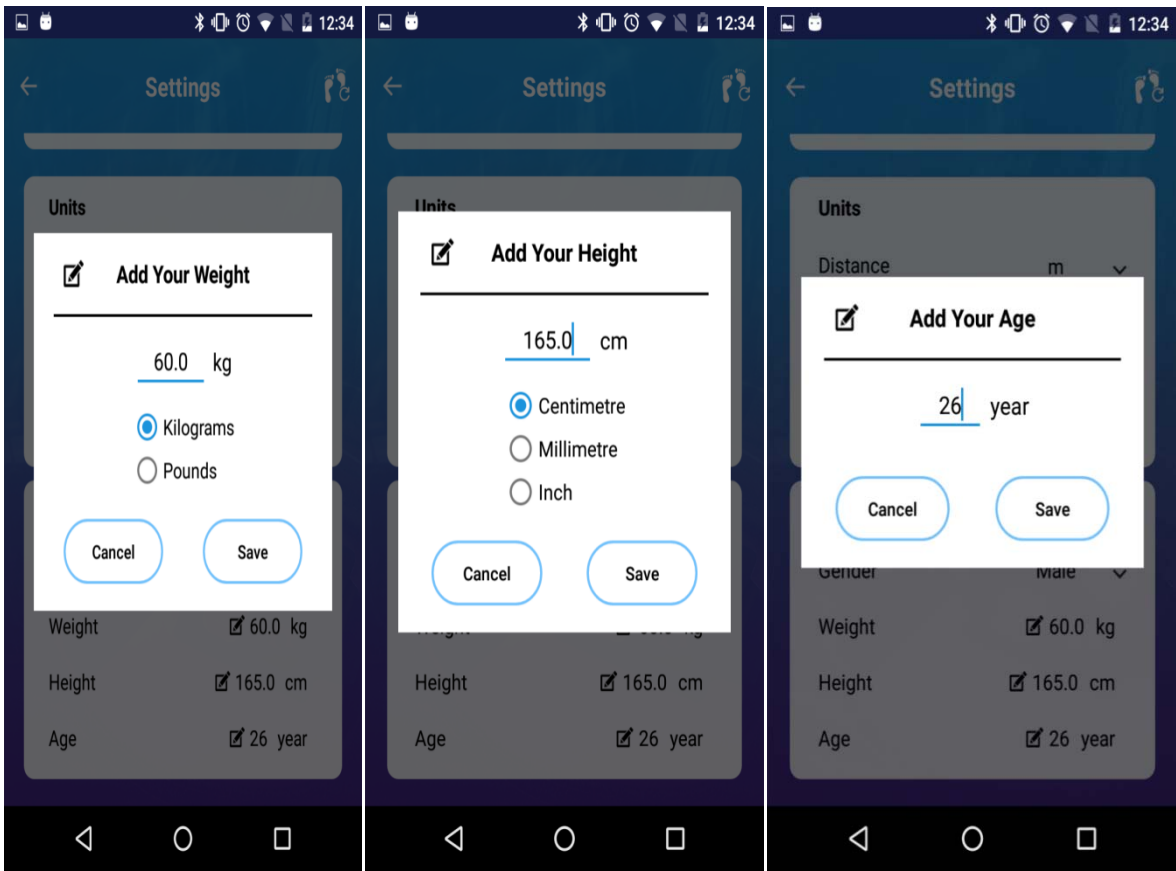 12:34
Settings
Units
Add Your Weight
60.0 kg
Kilograms
Pounds
Cancel Save
Weight 60.0 kg
Height 165.0 cm
Age 26 year
12:34
Settings
Units
Add Your Height
165.0 cm
Centimetre
Millimetre
Inch
Cancel Save
Height 165.0 cm
Age 26 year
12:34
Settings
Units
Distance m
Add Your Age
26 year
Cancel Save
Gender Male
Weight 60.0 kg
Height 165.0 cm
Age 26 year